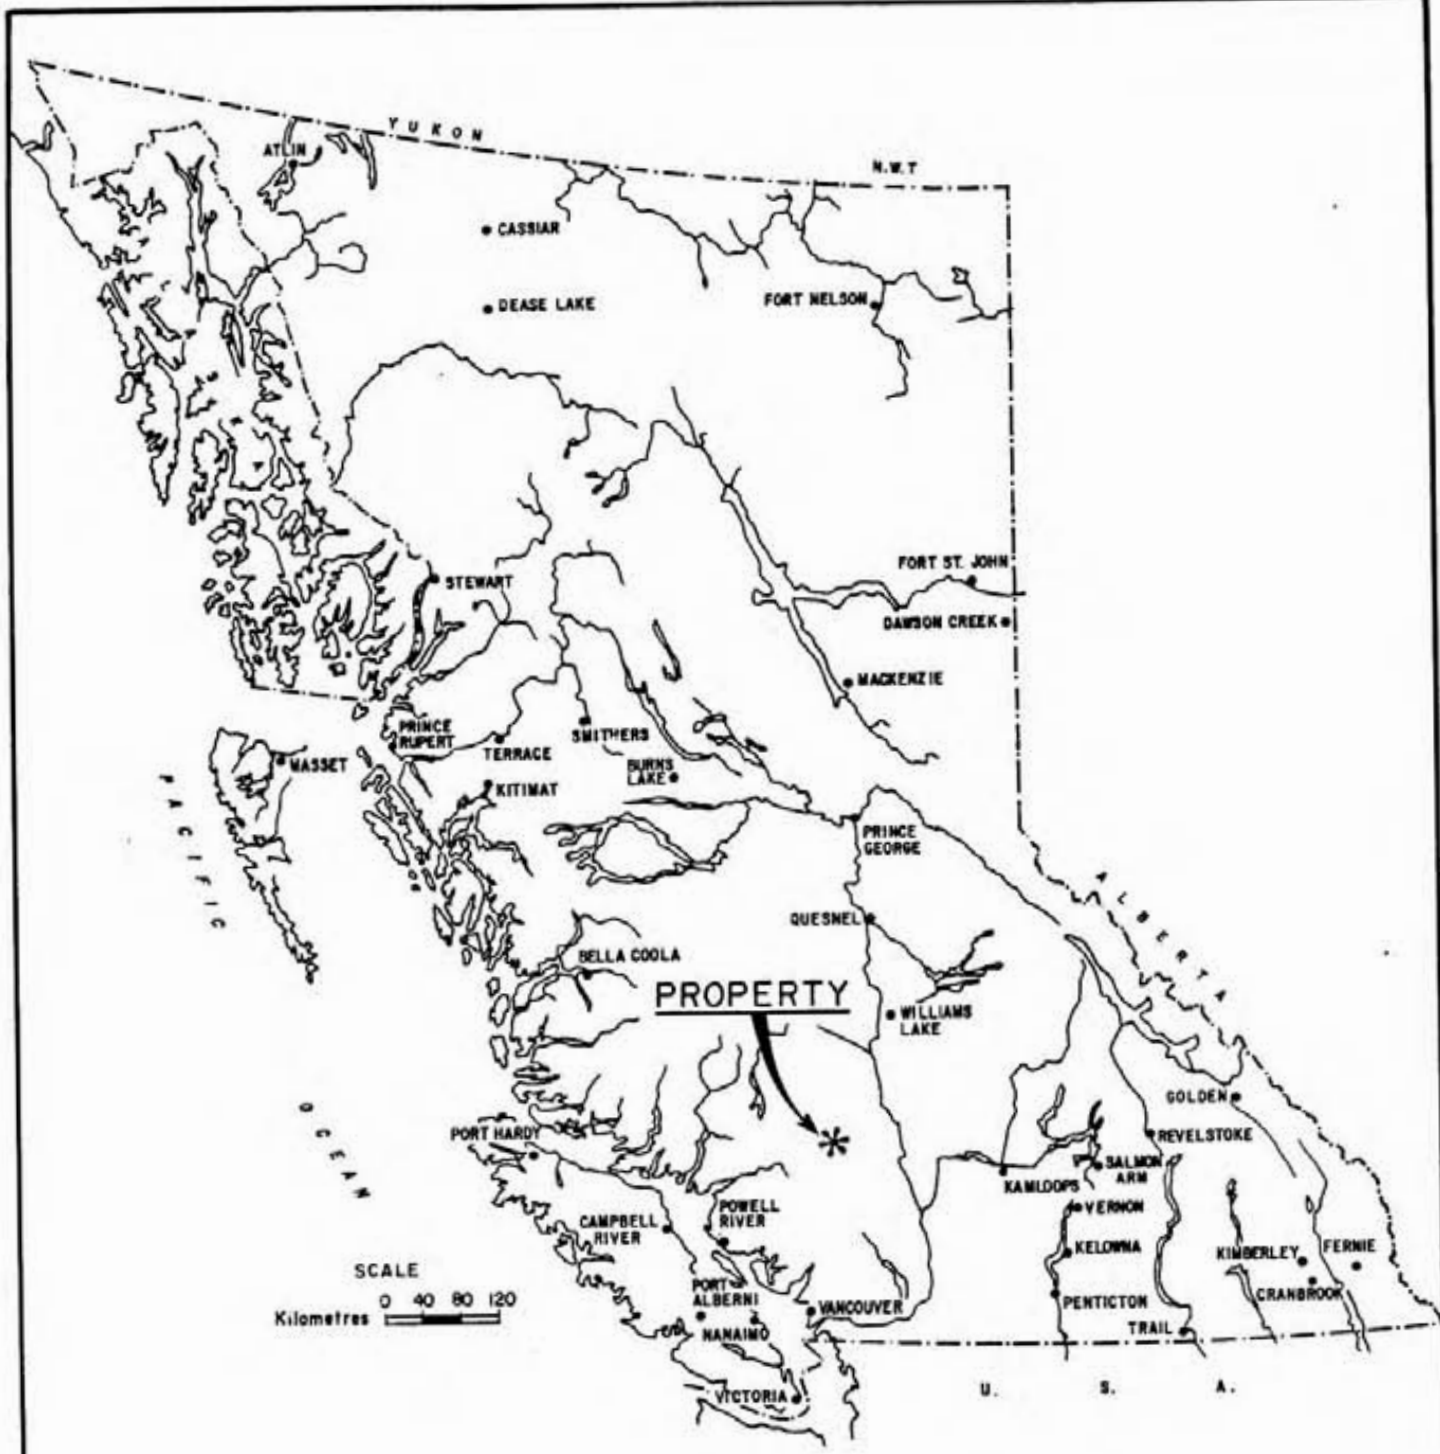 YUKON
N.W.T
ATLIN
CASSIAR
DEASE LAKE
FORT NELSON
ALASKA
STEWART
FORT ST. JOHN
DAWSON CREEK
MACKENZIE
PRINCE
RUPERT
TERRACE
SMITHERS
MASSET
BURNS
LAKE
KITIMAT
PACIFIC
PRINCE
GEORGE
ALBERTA
QUESNEL
BELLA COOLA
PROPERTY
WILLIAMS
LAKE
GOLDEN
OCEAN
PORT HARDY
REVELSTOKE
SALMON
ARM
KAMLOOPS
CAMPBELL
RIVER
POWELL
RIVER
VERNON
KELOWNA
KIMBERLEY
FERNIE
SCALE
Kilometres 0 40 80 120
PORT
ALBERNI
CRANBROOK
PENTICTON
VANCOUVER
NANAIMO
TRAIL
U. S. A.
VICTORIA